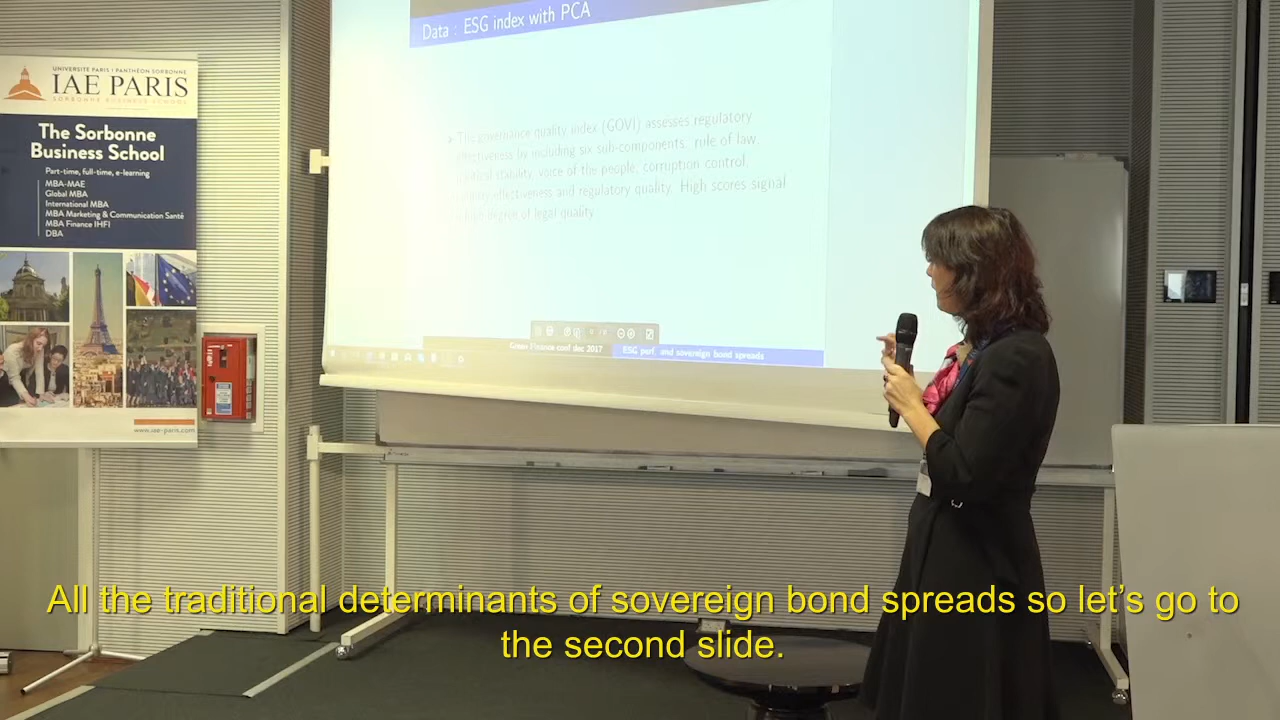 Data : ESG index with PCA
The governance quality index (GOVI) assesses regulatory
effectiveness by including six sub-components: rule of law,
political stability, voice of the people, corruption control,
effectiveness and regulatory quality. High scores signal
degree of legal quality
Green Finance conf dec 2017
ESG perf. and sovereign bond spreads
UNIVERSITÉ PARIS 1 PANTHÉON SORBONNE
IAE PARIS
SORBONNE BUSINESS SCHOOL
The Sorbonne
Business School
Part-time, full-time, e-learning
MBA-MAE
Global MBA
International MBA
MBA Marketing & Communication Santé
MBA Finance IHFI
DBA
www.iae-paris.com
All the traditional determinants of sovereign bond spreads so let's go to
the second slide.